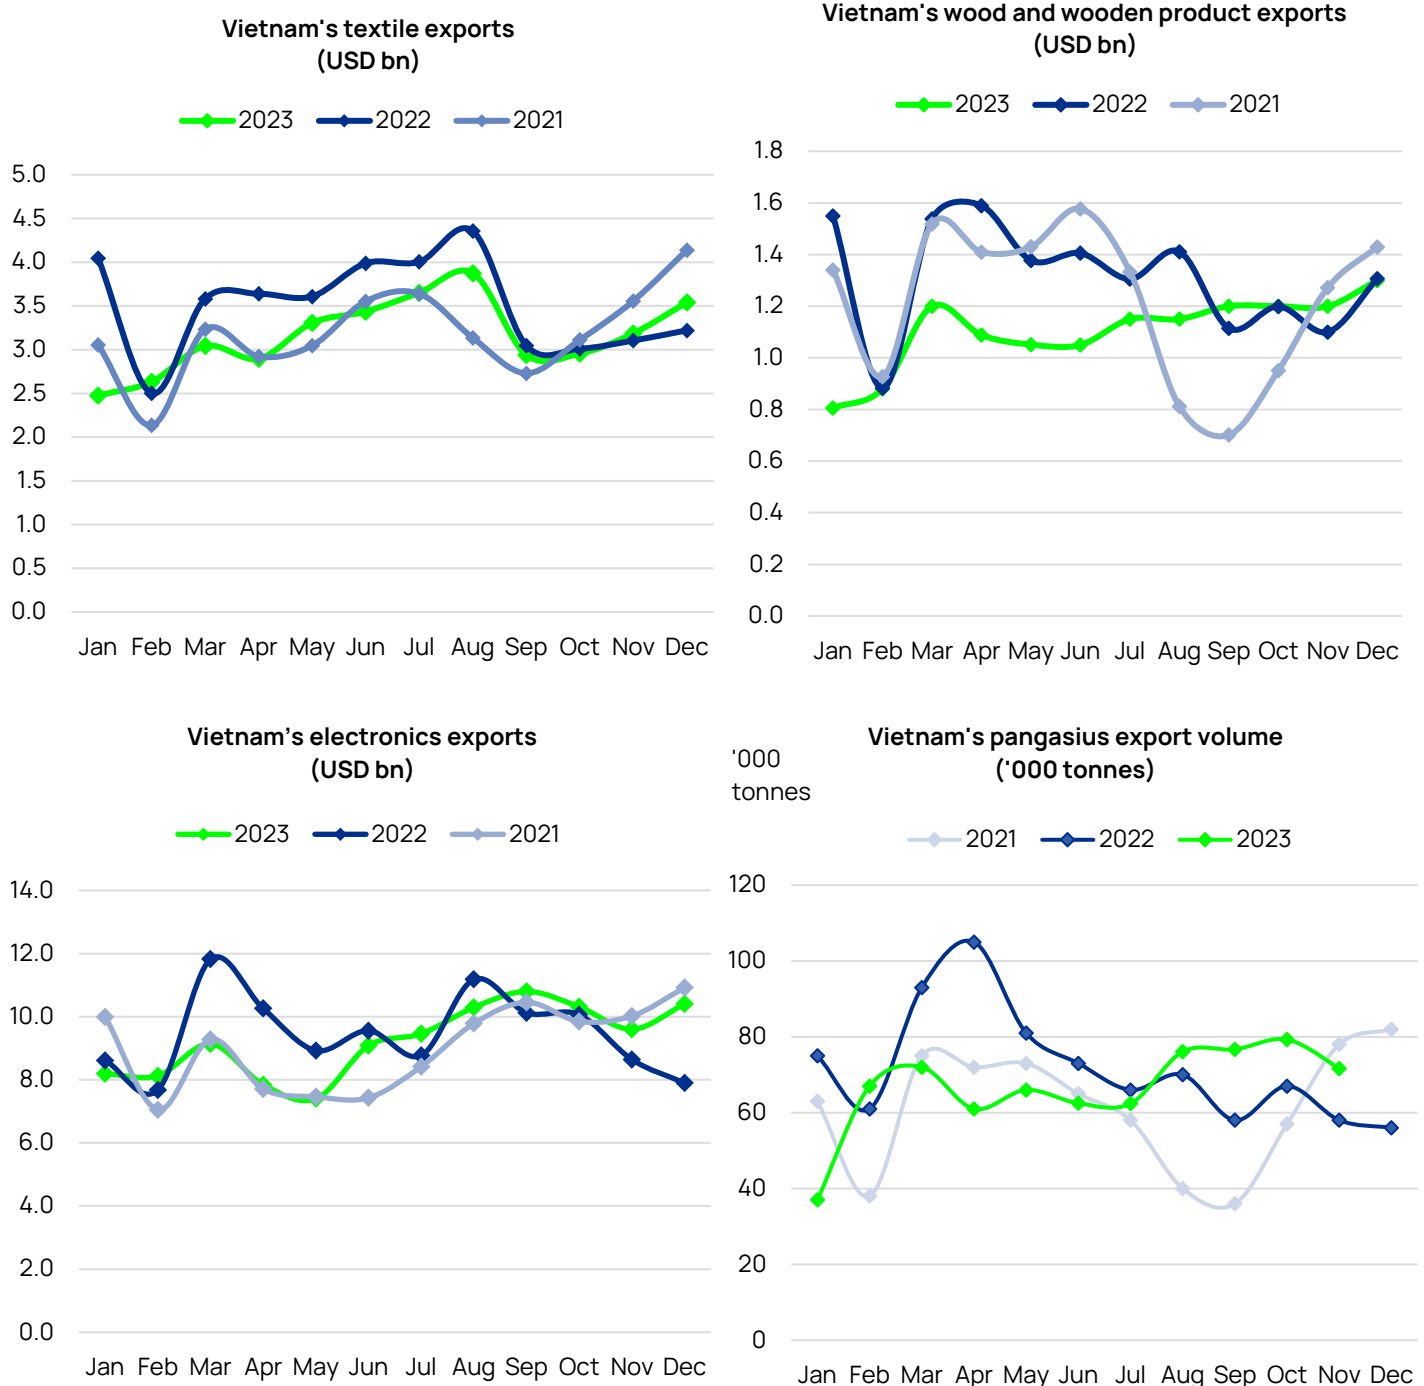 Vietnam's textile exports
(USD bn)
2023 2022 2021
5.0
4.5
4.0
3.5
3.0
2.5
2.0
1.5
1.0
0.5
0.0
Jan Feb Mar Apr May Jun Jul Aug Sep Oct Nov Dec
Vietnam's wood and wooden product exports
(USD bn)
2023 2022 2021
1.8
1.6
1.4
1.2
1.0
0.8
0.6
0.4
0.2
0.0
Jan Feb Mar Apr May Jun Jul Aug Sep Oct Nov Dec
Vietnam's electronics exports
(USD bn)
2023 2022 2021
14.0
12.0
10.0
8.0
6.0
4.0
2.0
0.0
Jan Feb Mar Apr May Jun Jul Aug Sep Oct Nov Dec
Vietnam's pangasius export volume
('000 tonnes)
'000
tonnes
2021 2022 2023
120
100
80
60
40
20
0
Jan Feb Mar Apr May Jun Jul Aug Sep Oct Nov Dec